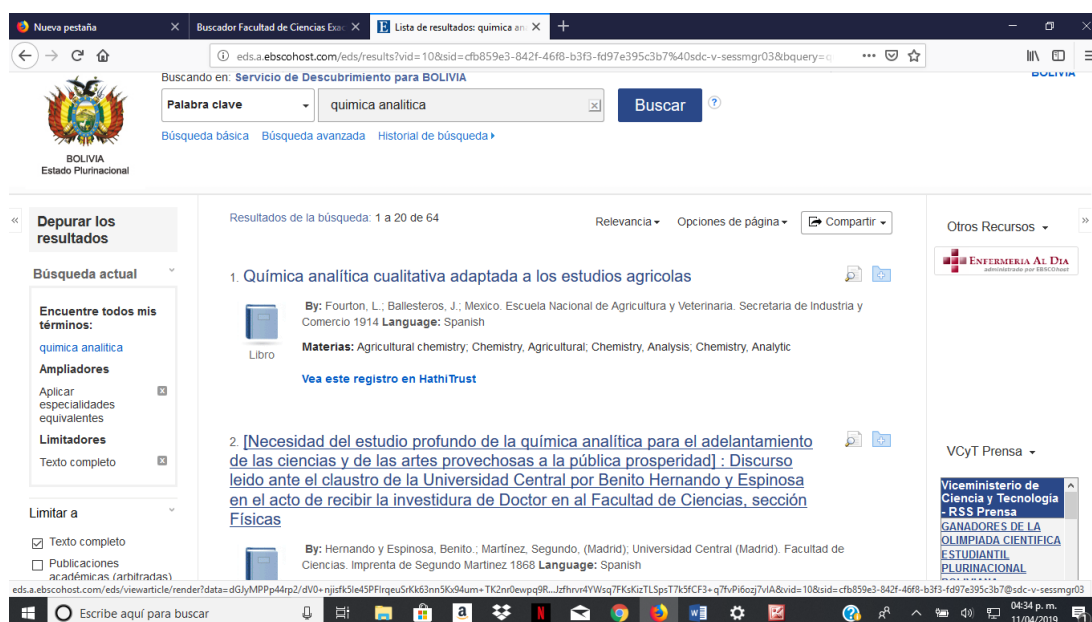 Nueva pestaña
Buscador Facultad de Ciencias Exac
Lista de resultados: quimica ana
eds.a.ebscohost.com/eds/results?vid=10&sid=cfb859e3-842f-46f8-b3f3-fd97e395c3b7%40sdc-v-sessmgr03&bquery=q
Buscando en: Servicio de Descubrimiento para BOLIVIA
BOLIVIA
Palabra clave
quimica analitica
Buscar
Búsqueda básica Búsqueda avanzada Historial de búsqueda
BOLIVIA
Estado Plurinacional
Depurar los
resultados
Búsqueda actual
Encuentre todos mis
términos:
quimica analitica
Ampliadores
Aplicar
especialidades
equivalentes
Limitadores
Texto completo
Limitar a
Texto completo
Publicaciones
académicas (arbitradas)
Resultados de la búsqueda: 1 a 20 de 64
Relevancia Opciones de página Compartir
1. Química analítica cualitativa adaptada a los estudios agricolas
Libro
By: Fourton, L.; Ballesteros, J.; Mexico. Escuela Nacional de Agricultura y Veterinaria. Secretaria de Industria y
Comercio 1914 Language: Spanish
Materias: Agricultural chemistry; Chemistry, Agricultural; Chemistry, Analysis; Chemistry, Analytic
Vea este registro en HathiTrust
2. [Necesidad del estudio profundo de la química analítica para el adelantamiento
de las ciencias y de las artes provechosas a la pública prosperidad] : Discurso
leido ante el claustro de la Universidad Central por Benito Hernando y Espinosa
en el acto de recibir la investidura de Doctor en al Facultad de Ciencias, sección
Físicas
By: Hernando y Espinosa, Benito.; Martínez, Segundo, (Madrid); Universidad Central (Madrid). Facultad de
Ciencias. Imprenta de Segundo Martinez 1868 Language: Spanish
Otros Recursos
ENFERMERIA AL DIA
administrada por EBSCOhost
VCyT Prensa
Viceministerio de
Ciencia y Tecnología
- RSS Prensa
GANADORES DE LA
OLIMPIADA CIENTIFICA
ESTUDIANTIL
PLURINACIONAL
Escribe aquí para buscar
04:34 p. m.
11/04/2019